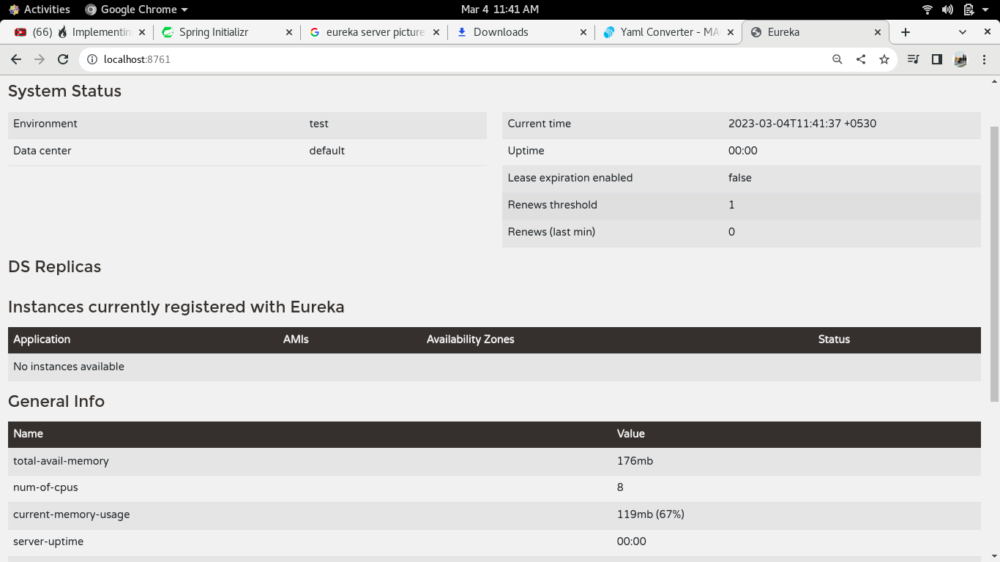 Activities Google Chrome Mar 4 11:41 AM
(66) Implementin Spring Initializr eureka server picture Downloads Yaml Converter - MA Eureka
localhost:8761
System Status
Environment test Current time 2023-03-04T11:41:37 +0530
Data center default Uptime 00:00
Lease expiration enabled false
Renews threshold 1
Renews (last min) 0
DS Replicas
Instances currently registered with Eureka
Application AMIs Availability Zones Status
No instances available
General Info
Name Value
total-avail-memory 176mb
num-of-cpus 8
current-memory-usage 119mb (67%)
server-uptime 00:00